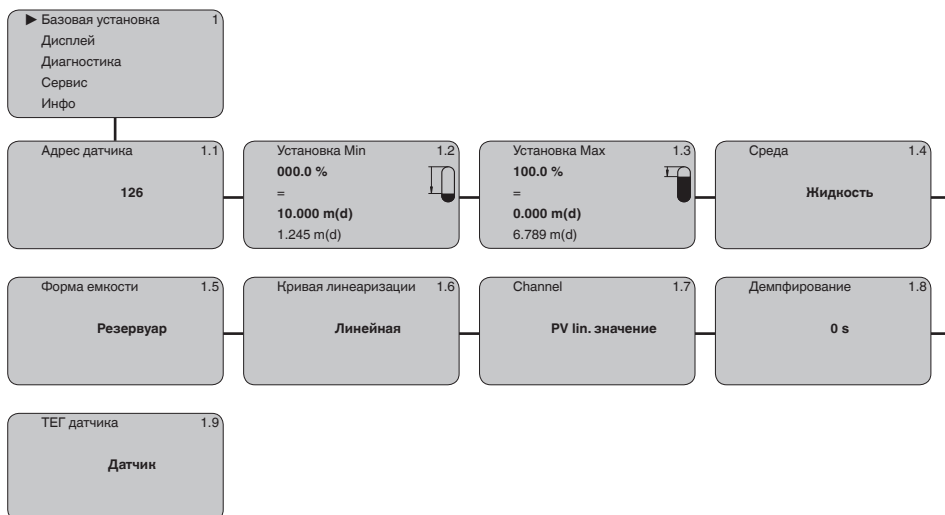 ▶ Базовая установка 1
Дисплей
Диагностика
Сервис
Инфо
Адрес датчика 1.1
126
Установка Min 1.2
000.0 %
=
10.000 m(d)
1.245 m(d)
Установка Max 1.3
100.0 %
=
0.000 m(d)
6.789 m(d)
Среда 1.4
Жидкость
Форма емкости 1.5
Резервуар
Кривая линеаризации 1.6
Линейная
Channel 1.7
PV lin. значение
Демпфирование 1.8
0 s
ТЕГ датчика 1.9
Датчик